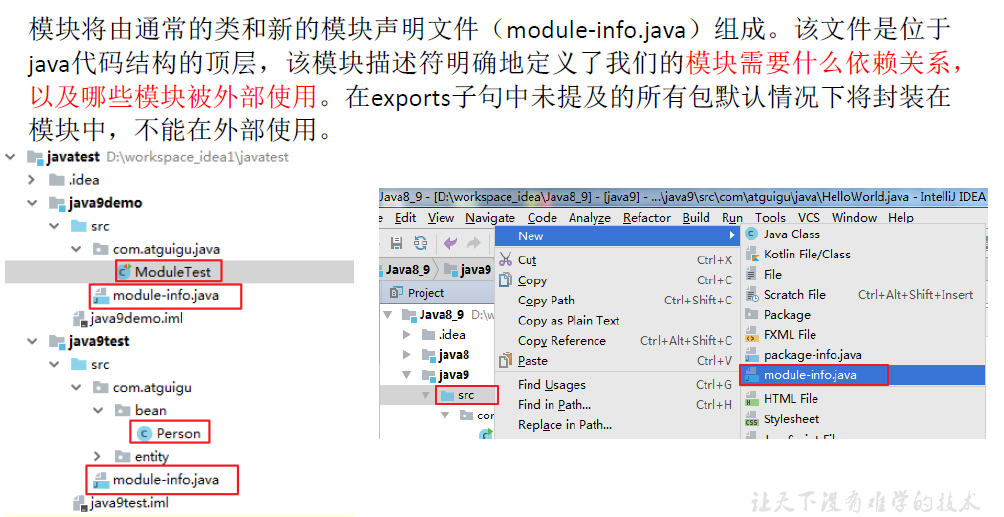 模块将由通常的类和新的模块声明文件（module-info.java）组成。该文件是位于
java代码结构的顶层，该模块描述符明确地定义了我们的模块需要什么依赖关系，
以及哪些模块被外部使用。在exports子句中未提及的所有包默认情况下将封装在
模块中，不能在外部使用。
javatest D:\workspace_idea1\javatest
.idea
java9demo
src
com.atguigu.java
ModuleTest
module-info.java
java9demo.iml
java9test
src
com.atguigu
bean
Person
entity
module-info.java
java9test.iml
Java8_9 - [D:\workspace_idea\Java8_9] - [java9] - ...\java9\src\com\atguigu\java\HelloWorld.java - IntelliJ IDEA
Edit View Navigate Code Analyze Refactor Build Run Tools VCS Window Help
Java8_9 java9
Project
Java8_9 D:\w
.idea
java8
java9
src
co
New
Cut Ctrl+X
Copy Ctrl+C
Copy Path Ctrl+Shift+C
Copy as Plain Text
Copy Reference Ctrl+Alt+Shift+C
Paste Ctrl+V
Find Usages Ctrl+G
Find in Path... Ctrl+H
Replace in Path...
Java Class
Kotlin File/Class
File
Scratch File Ctrl+Alt+Shift+Insert
Package
FXML File
package-info.java
module-info.java
HTML File
Stylesheet
JavaScript Fil
让天下没有难学的技术